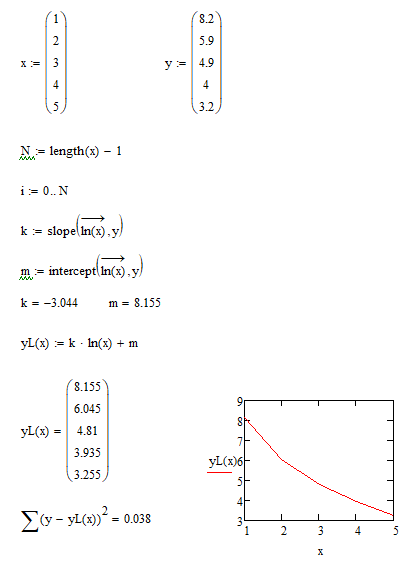 x := (1 2 3 4 5) y := (8.2 5.9 4.9 4 3.2)
N := length(x) − 1
i := 0.. N
k := slope(ln(x) , y)
m := intercept(ln(x) , y)
k = −3.044 m = 8.155
yL(x) := k · ln(x) + m
yL(x) = (8.155 6.045 4.81 3.935 3.255)
∑(y − yL(x))² = 0.038
9
8
7
yL(x) 6
5
4
3
1 2 3 4 5
x